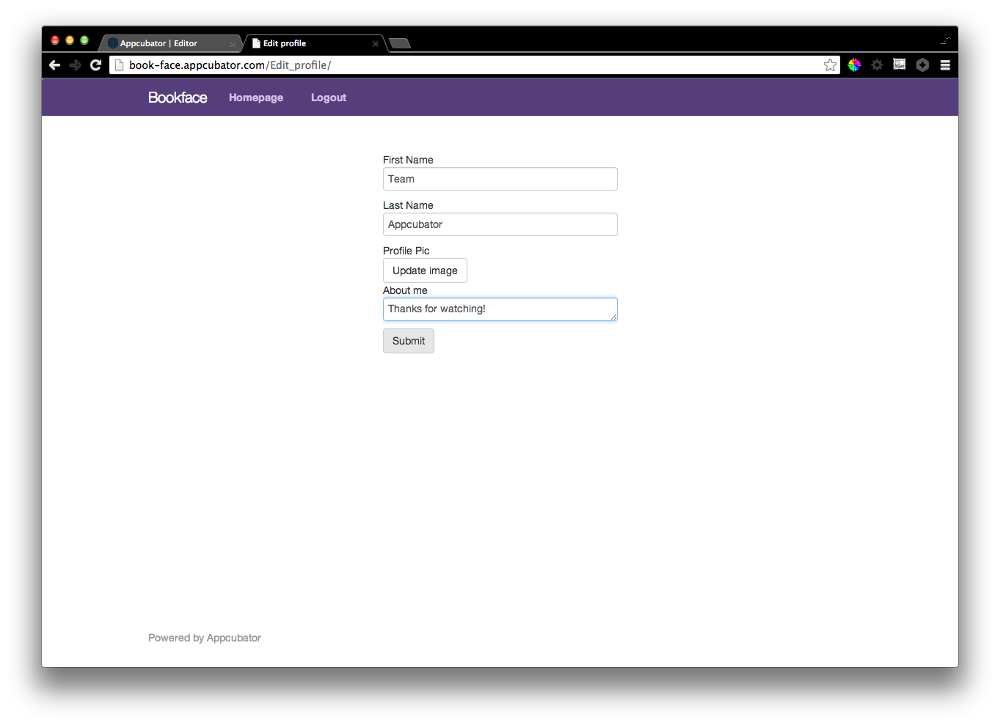 Appcubator | Editor
Edit profile
book-face.appcubator.com/Edit_profile/
Bookface Homepage Logout
First Name
Team
Last Name
Appcubator
Profile Pic
Update image
About me
Thanks for watching!
Submit
Powered by Appcubator